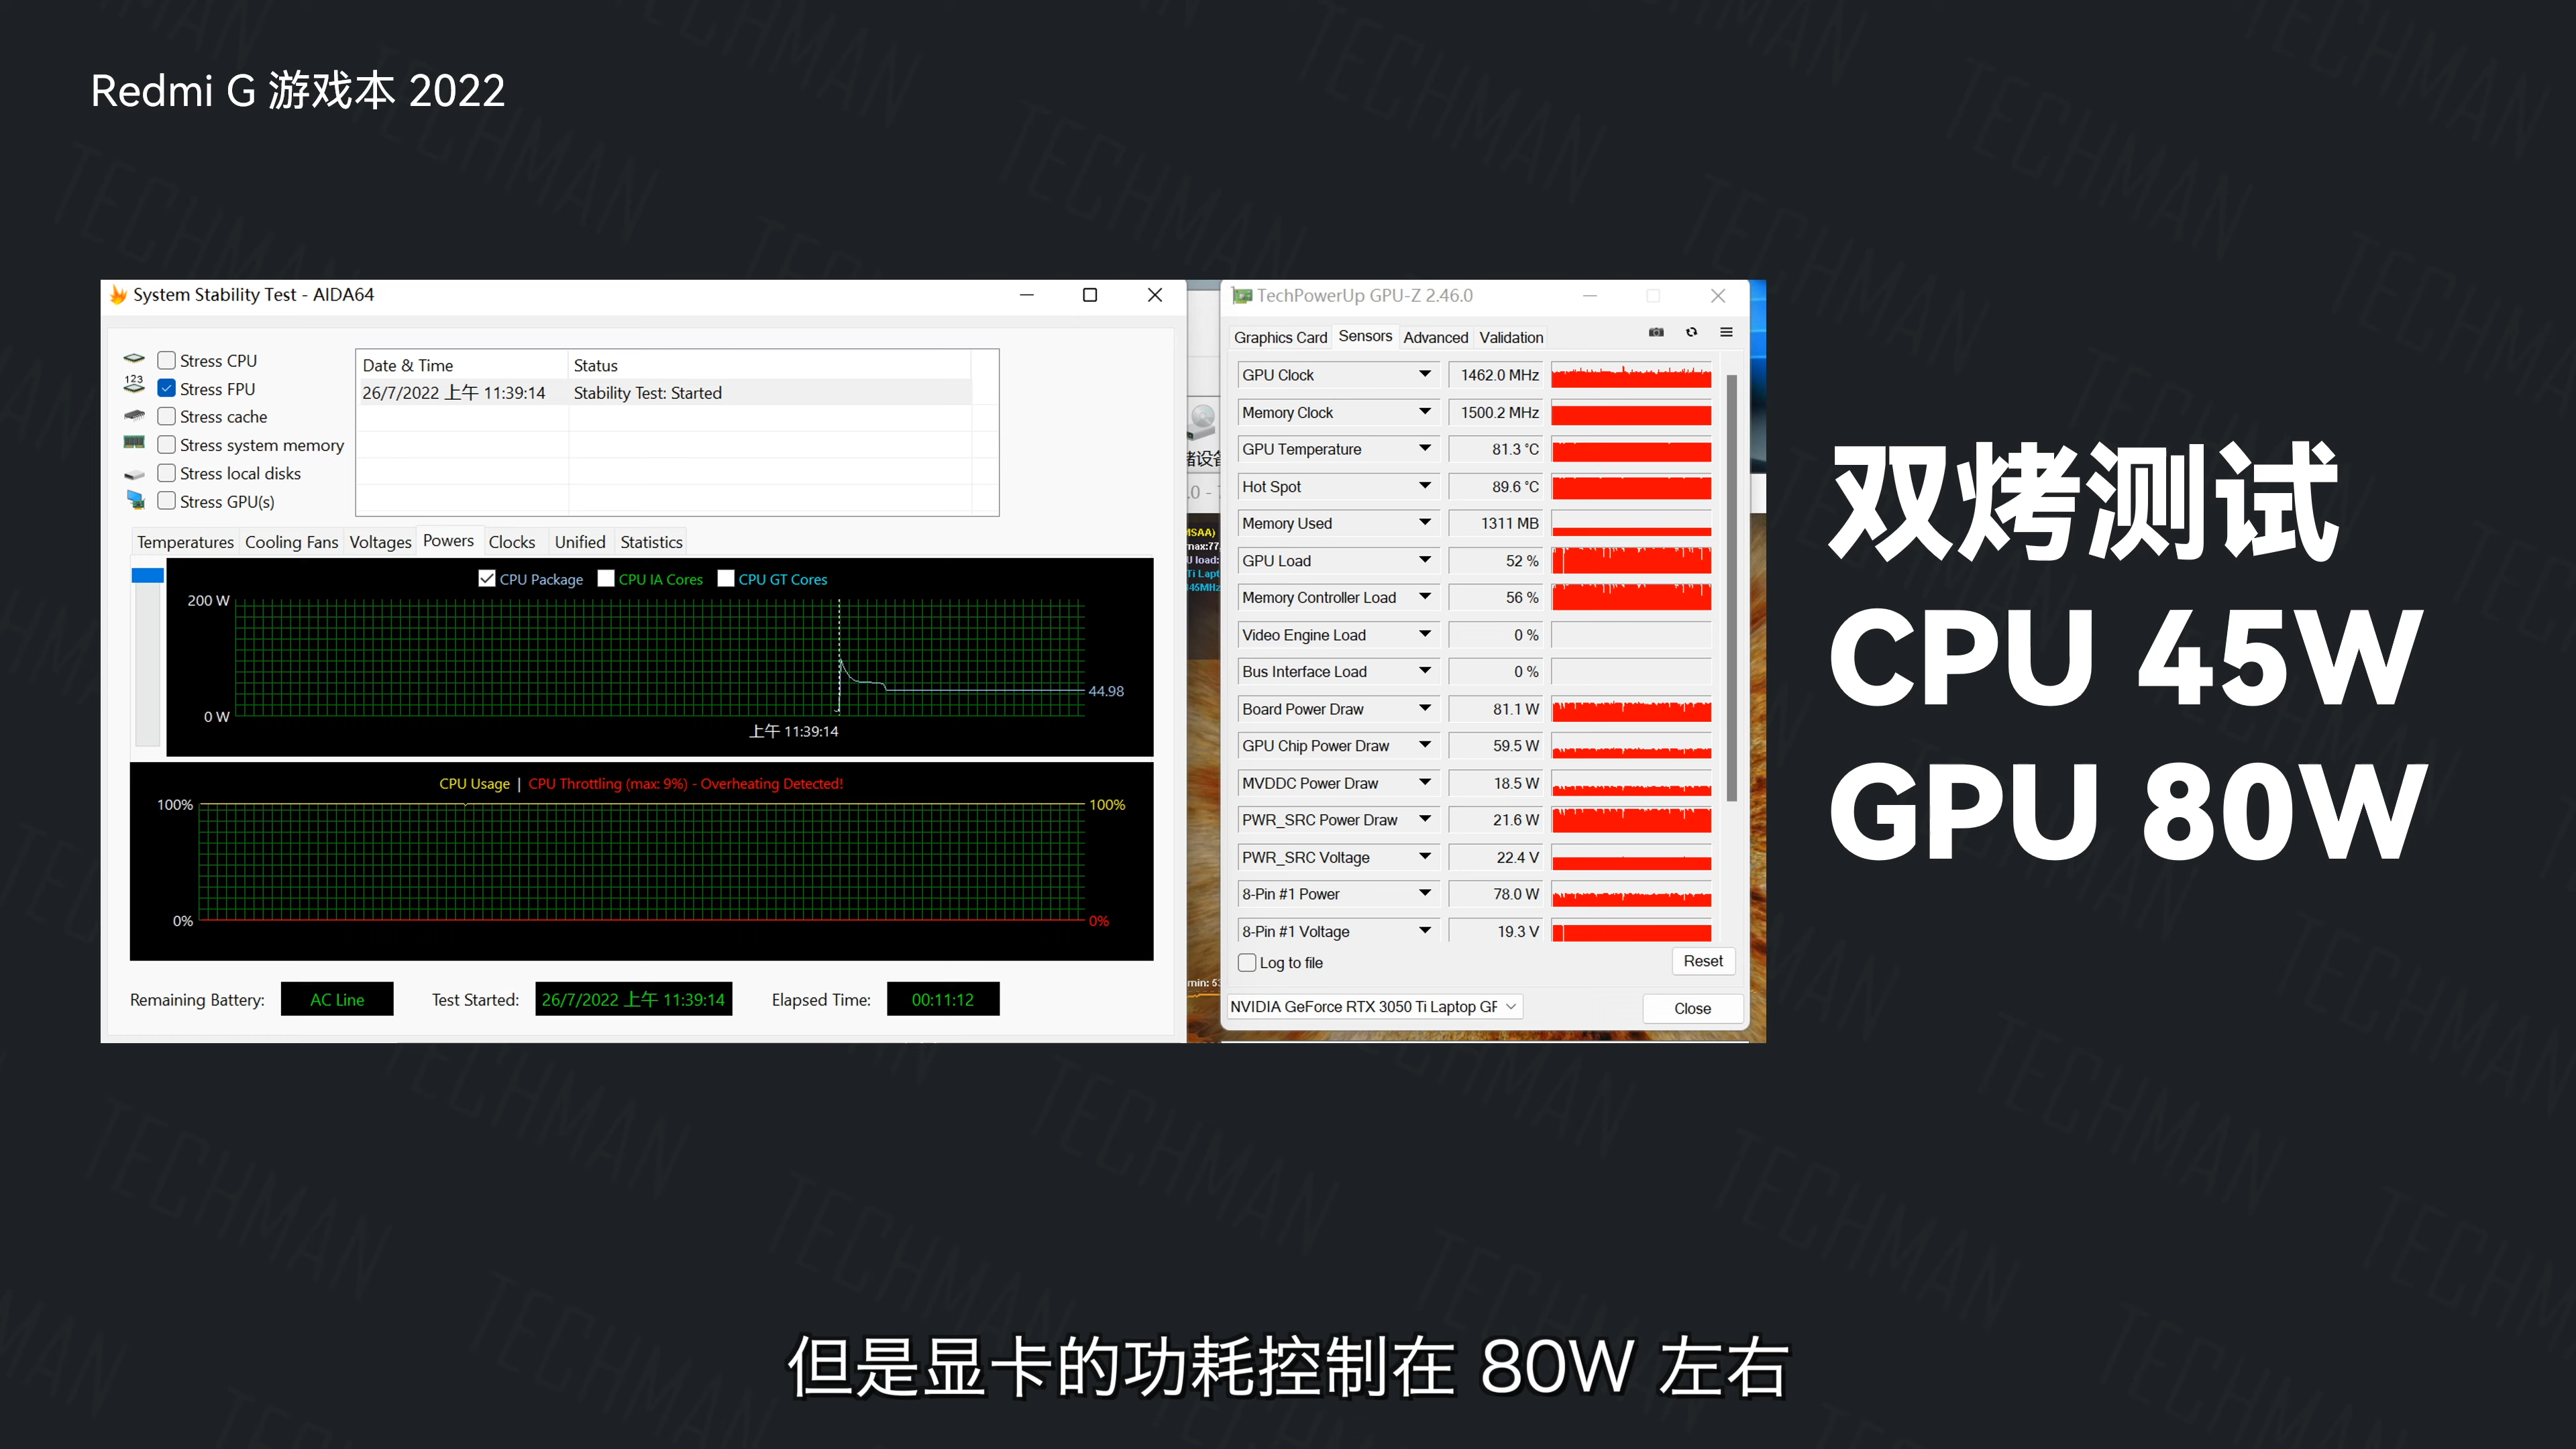 Redmi G 游戏本 2022
System Stability Test - AIDA64
Stress CPU
123
Stress FPU
Stress cache
Stress system memory
Stress local disks
Stress GPU(s)
Date & Time Status
26/7/2022 上午 11:39:14 Stability Test: Started
Temperatures Cooling Fans Voltages Powers Clocks Unified Statistics
CPU Package CPU IA Cores CPU GT Cores
200 W
44.98
0 W
上午 11:39:14
CPU Usage | CPU Throttling (max: 9%) - Overheating Detected!
100% 100%
0% 0%
Remaining Battery: AC Line Test Started: 26/7/2022 上午 11:39:14 Elapsed Time: 00:11:12
TechPowerUp GPU-Z 2.46.0
Graphics Card Sensors Advanced Validation
GPU Clock 1462.0 MHz
Memory Clock 1500.2 MHz
GPU Temperature 81.3 °C
Hot Spot 89.6 °C
Memory Used 1311 MB
GPU Load 52 %
Memory Controller Load 56 %
Video Engine Load 0 %
Bus Interface Load 0 %
Board Power Draw 81.1 W
GPU Chip Power Draw 59.5 W
MVDDC Power Draw 18.5 W
PWR_SRC Power Draw 21.6 W
PWR_SRC Voltage 22.4 V
8-Pin #1 Power 78.0 W
8-Pin #1 Voltage 19.3 V
Log to file Reset
NVIDIA GeForce RTX 3050 Ti Laptop GF Close
双烤测试
CPU 45W
GPU 80W
但是显卡的功耗控制在 80W 左右
TECHMAN